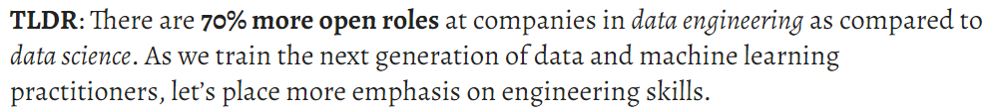 TLDR: There are 70% more open roles at companies in data engineering as compared to
data science. As we train the next generation of data and machine learning
practitioners, let’s place more emphasis on engineering skills.